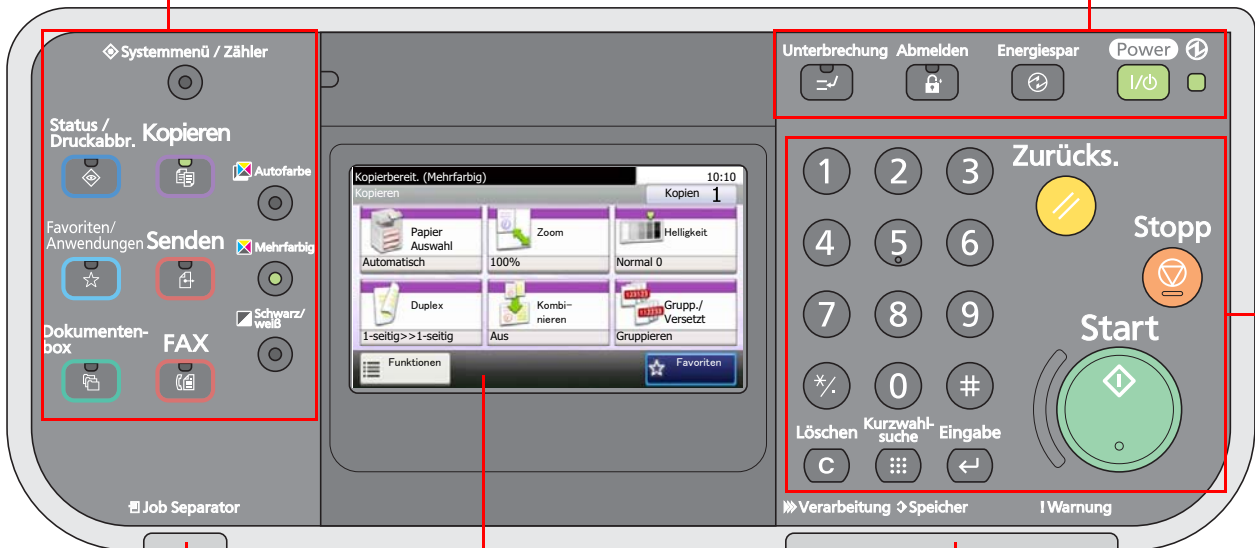 Systemmenü / Zähler
Status /
Druckabbr.
Kopieren
Autofarbe
Favoriten/
Anwendungen
Senden
Mehrfarbig
Dokumenten-
box
FAX
Schwarz/
weiß
Job Separator
Kopierbereit. (Mehrfarbig)
10:10
Kopieren
Kopien 1
Papier
Auswahl
Automatisch
Zoom
100%
Helligkeit
Normal 0
Duplex
1-seitig>>1-seitig
Kombi-
nieren
Aus
123123
112233
Grupp./
Versetzt
Gruppieren
Funktionen
Favoriten
Unterbrechung
Abmelden
Energiespar
Power
1 2 3
4 5 6
7 8 9
*/. 0 #
Löschen
Kurzwahl-
suche
Eingabe
C
Zurücks.
Stopp
Start
Verarbeitung
Speicher
! Warnung